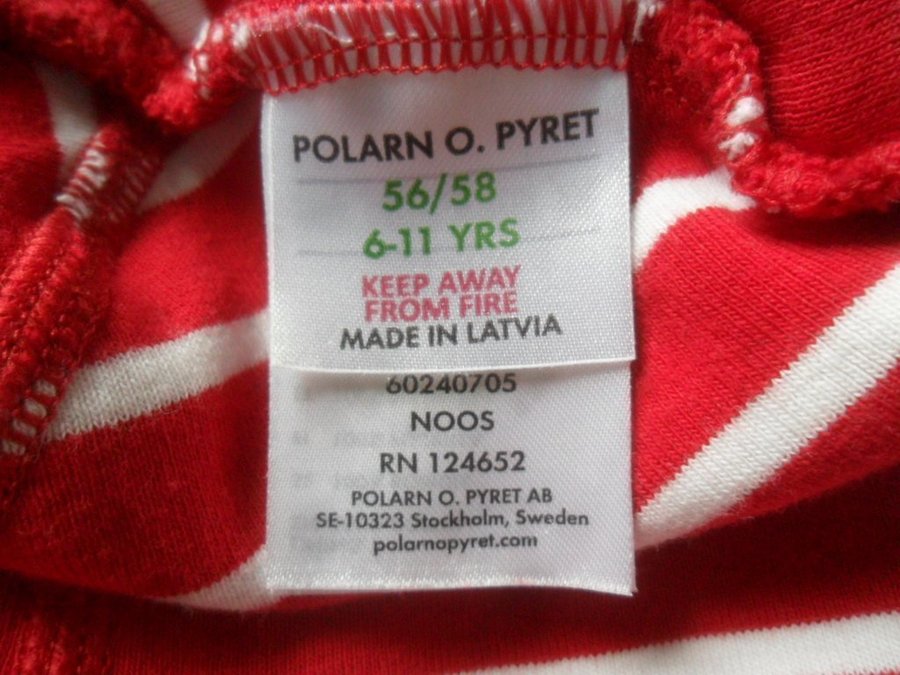 POLARN O. PYRET
56/58
6-11 YRS
KEEP AWAY
FROM FIRE
MADE IN LATVIA
60240705
NOOS
RN 124652
POLARN O. PYRET AB
SE-10323 Stockholm, Sweden
polarnopyret.com